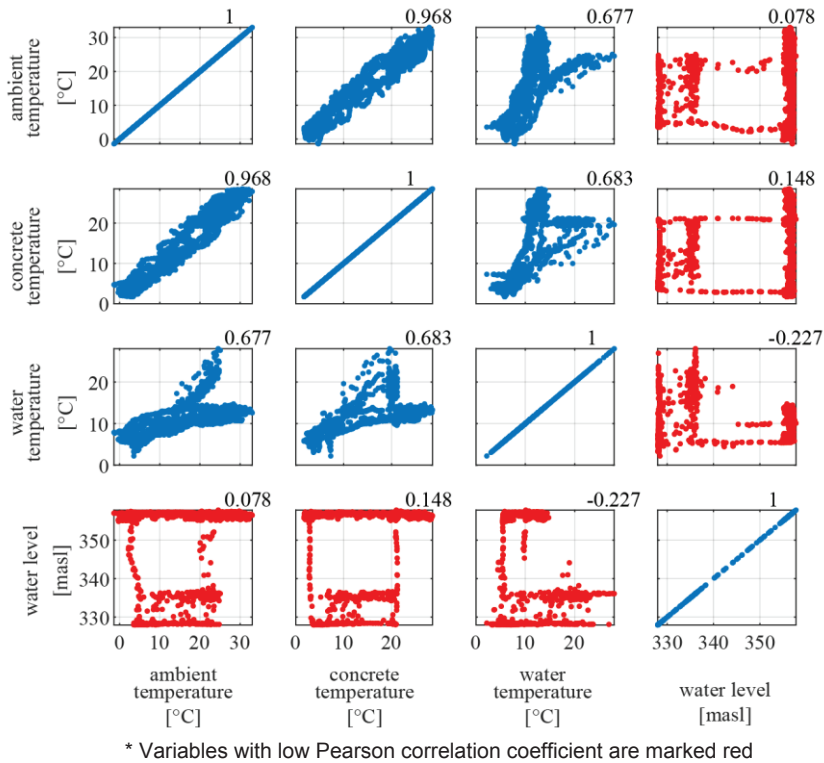 1 0.968 0.677 0.078
30
20
10
0
ambient
temperature
[°C]
0.968 1 0.683 0.148
20
10
0
concrete
temperature
[°C]
0.677 0.683 1 -0.227
20
10
0
water
temperature
[°C]
0.078 0.148 -0.227 1
350
340
330
water level
[masl]
0 10 20 30 0 10 20 0 10 20 330 340 350
ambient concrete water
temperature temperature temperature water level
[°C] [°C] [°C] [masl]
* Variables with low Pearson correlation coefficient are marked red